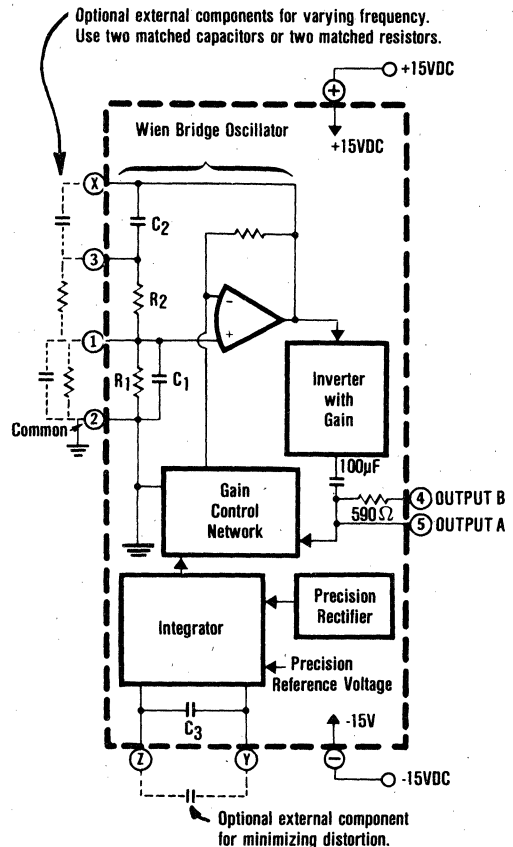 Optional external components for varying frequency.
Use two matched capacitors or two matched resistors.
+15VDC
+
Wien Bridge Oscillator
+15VDC
X
C2
3
R2
-
+
1
R1
C1
Inverter
with
Gain
2
Common
100µF
Gain
Control
Network
4 OUTPUT B
590Ω
5 OUTPUT A
Integrator
Precision
Rectifier
Precision
Reference Voltage
C3
-15V
Z
Y
−
-15VDC
Optional external component
for minimizing distortion.